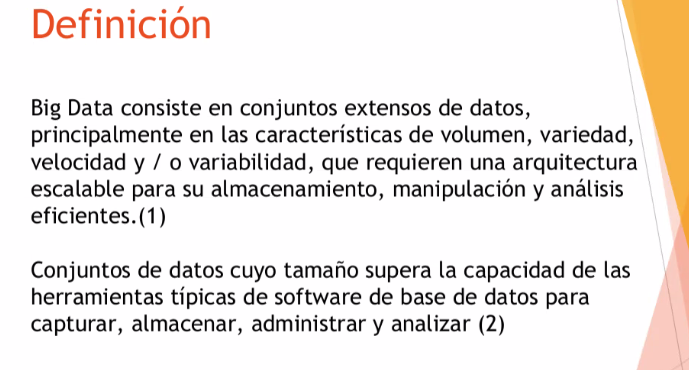 Definición
Big Data consiste en conjuntos extensos de datos,
principalmente en las características de volumen, variedad,
velocidad y / o variabilidad, que requieren una arquitectura
escalable para su almacenamiento, manipulación y análisis
eficientes.(1)
Conjuntos de datos cuyo tamaño supera la capacidad de las
herramientas típicas de software de base de datos para
capturar, almacenar, administrar y analizar (2)